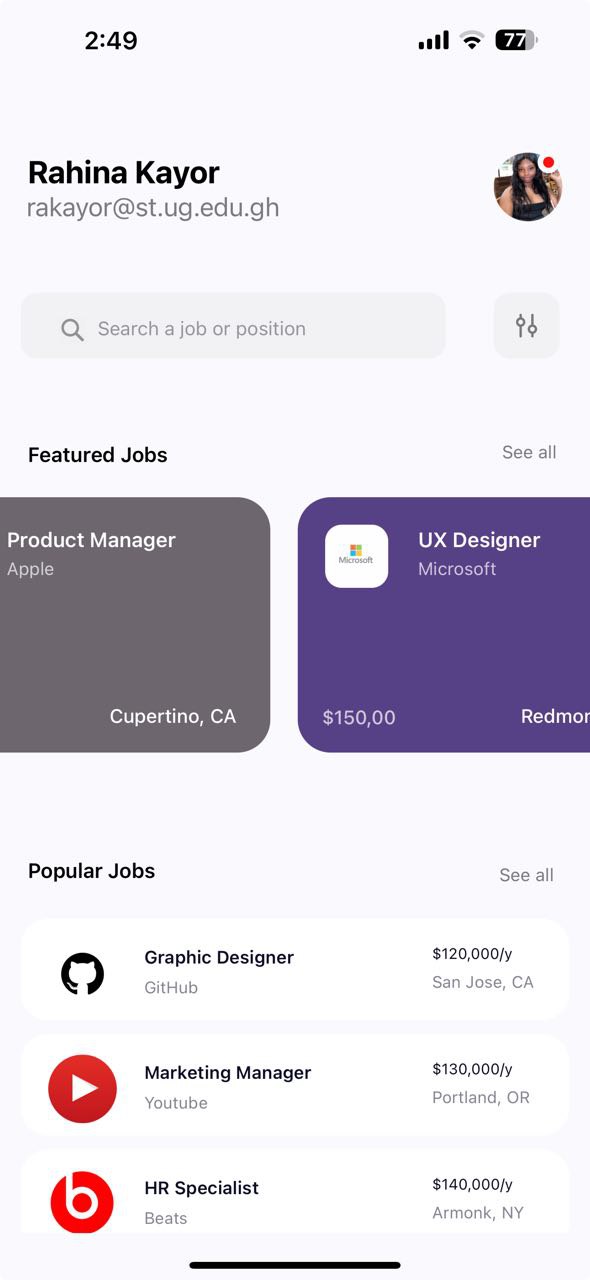 2:49
77
Rahina Kayor
rakayor@st.ug.edu.gh
Search a job or position
Featured Jobs
See all
Product Manager
Apple
Cupertino, CA
Microsoft
UX Designer
Microsoft
$150,00
Redmor
Popular Jobs
See all
Graphic Designer
GitHub
$120,000/y
San Jose, CA
Marketing Manager
Youtube
$130,000/y
Portland, OR
HR Specialist
Beats
$140,000/y
Armonk, NY